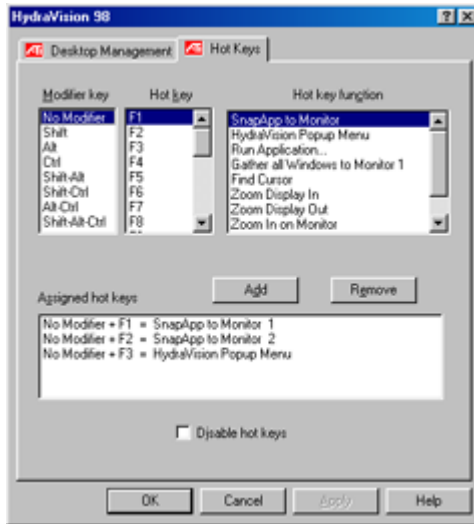 HydraVision 98
ATI Desktop Management
ATI Hot Keys
Modifier key
Hot key
Hot key function
No Modifier
Shift
Alt
Ctrl
Shift-Alt
Shift-Ctrl
Alt-Ctrl
Shift-Alt-Ctrl
F1
F2
F3
F4
F5
F6
F7
F8
SnapApp to Monitor
HydraVision Popup Menu
Run Application...
Gather all Windows to Monitor 1
Find Cursor
Zoom Display In
Zoom Display Out
Zoom In on Monitor
Add
Remove
Assigned hot keys
No Modifier + F1 = SnapApp to Monitor 1
No Modifier + F2 = SnapApp to Monitor 2
No Modifier + F3 = HydraVision Popup Menu
Disable hot keys
OK
Cancel
Apply
Help